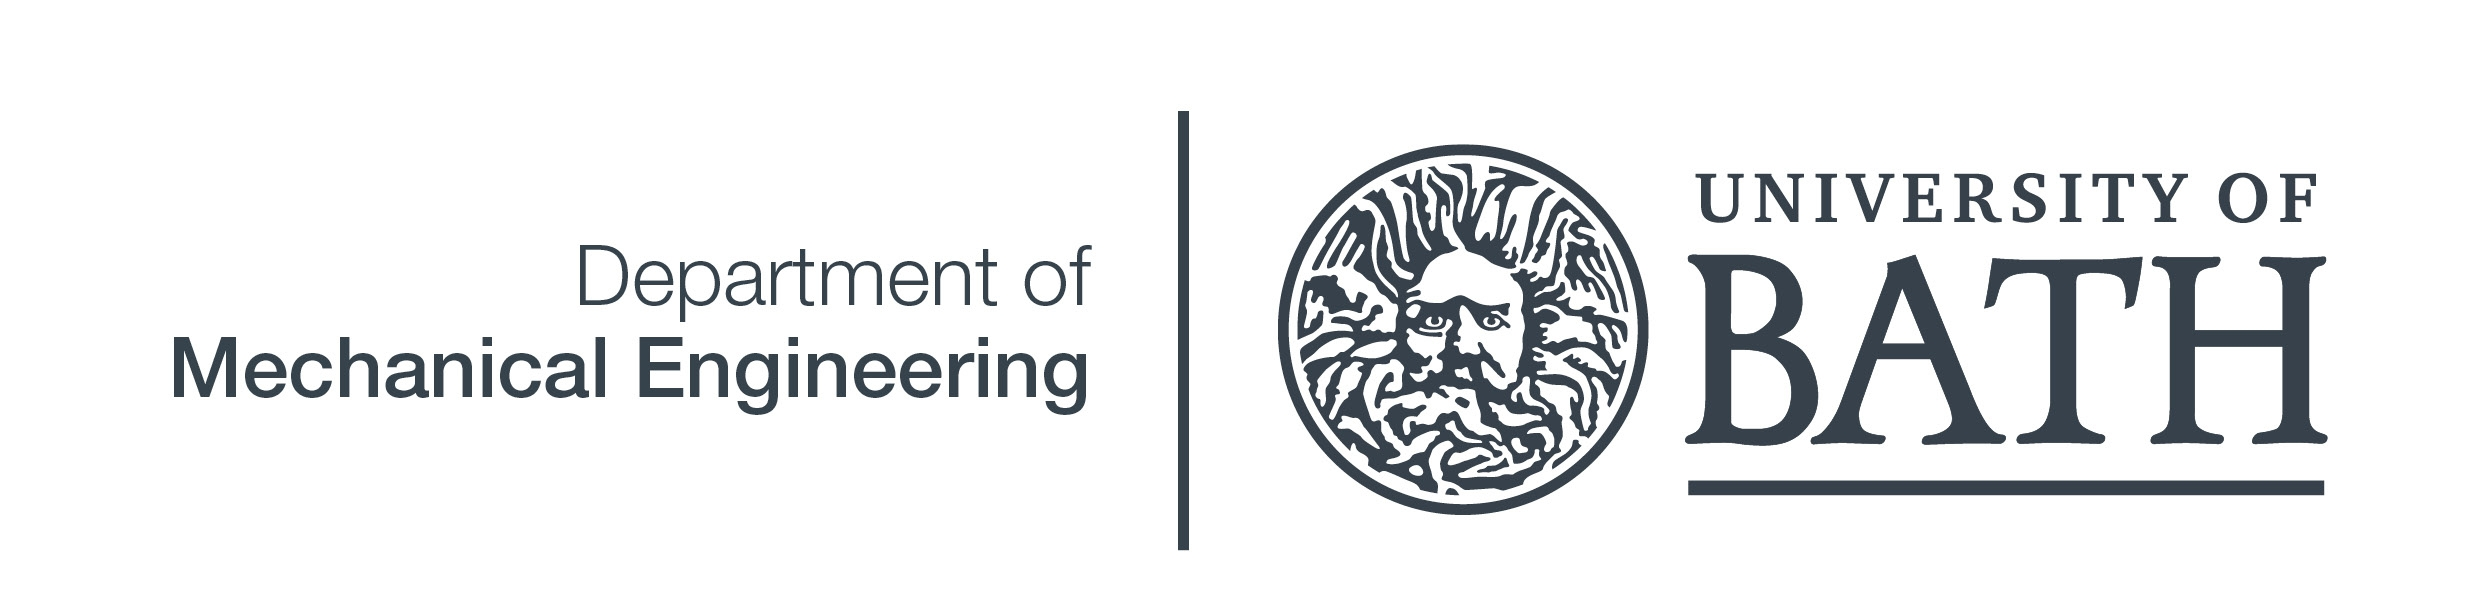 Department of
Mechanical Engineering
UNIVERSITY OF
BATH